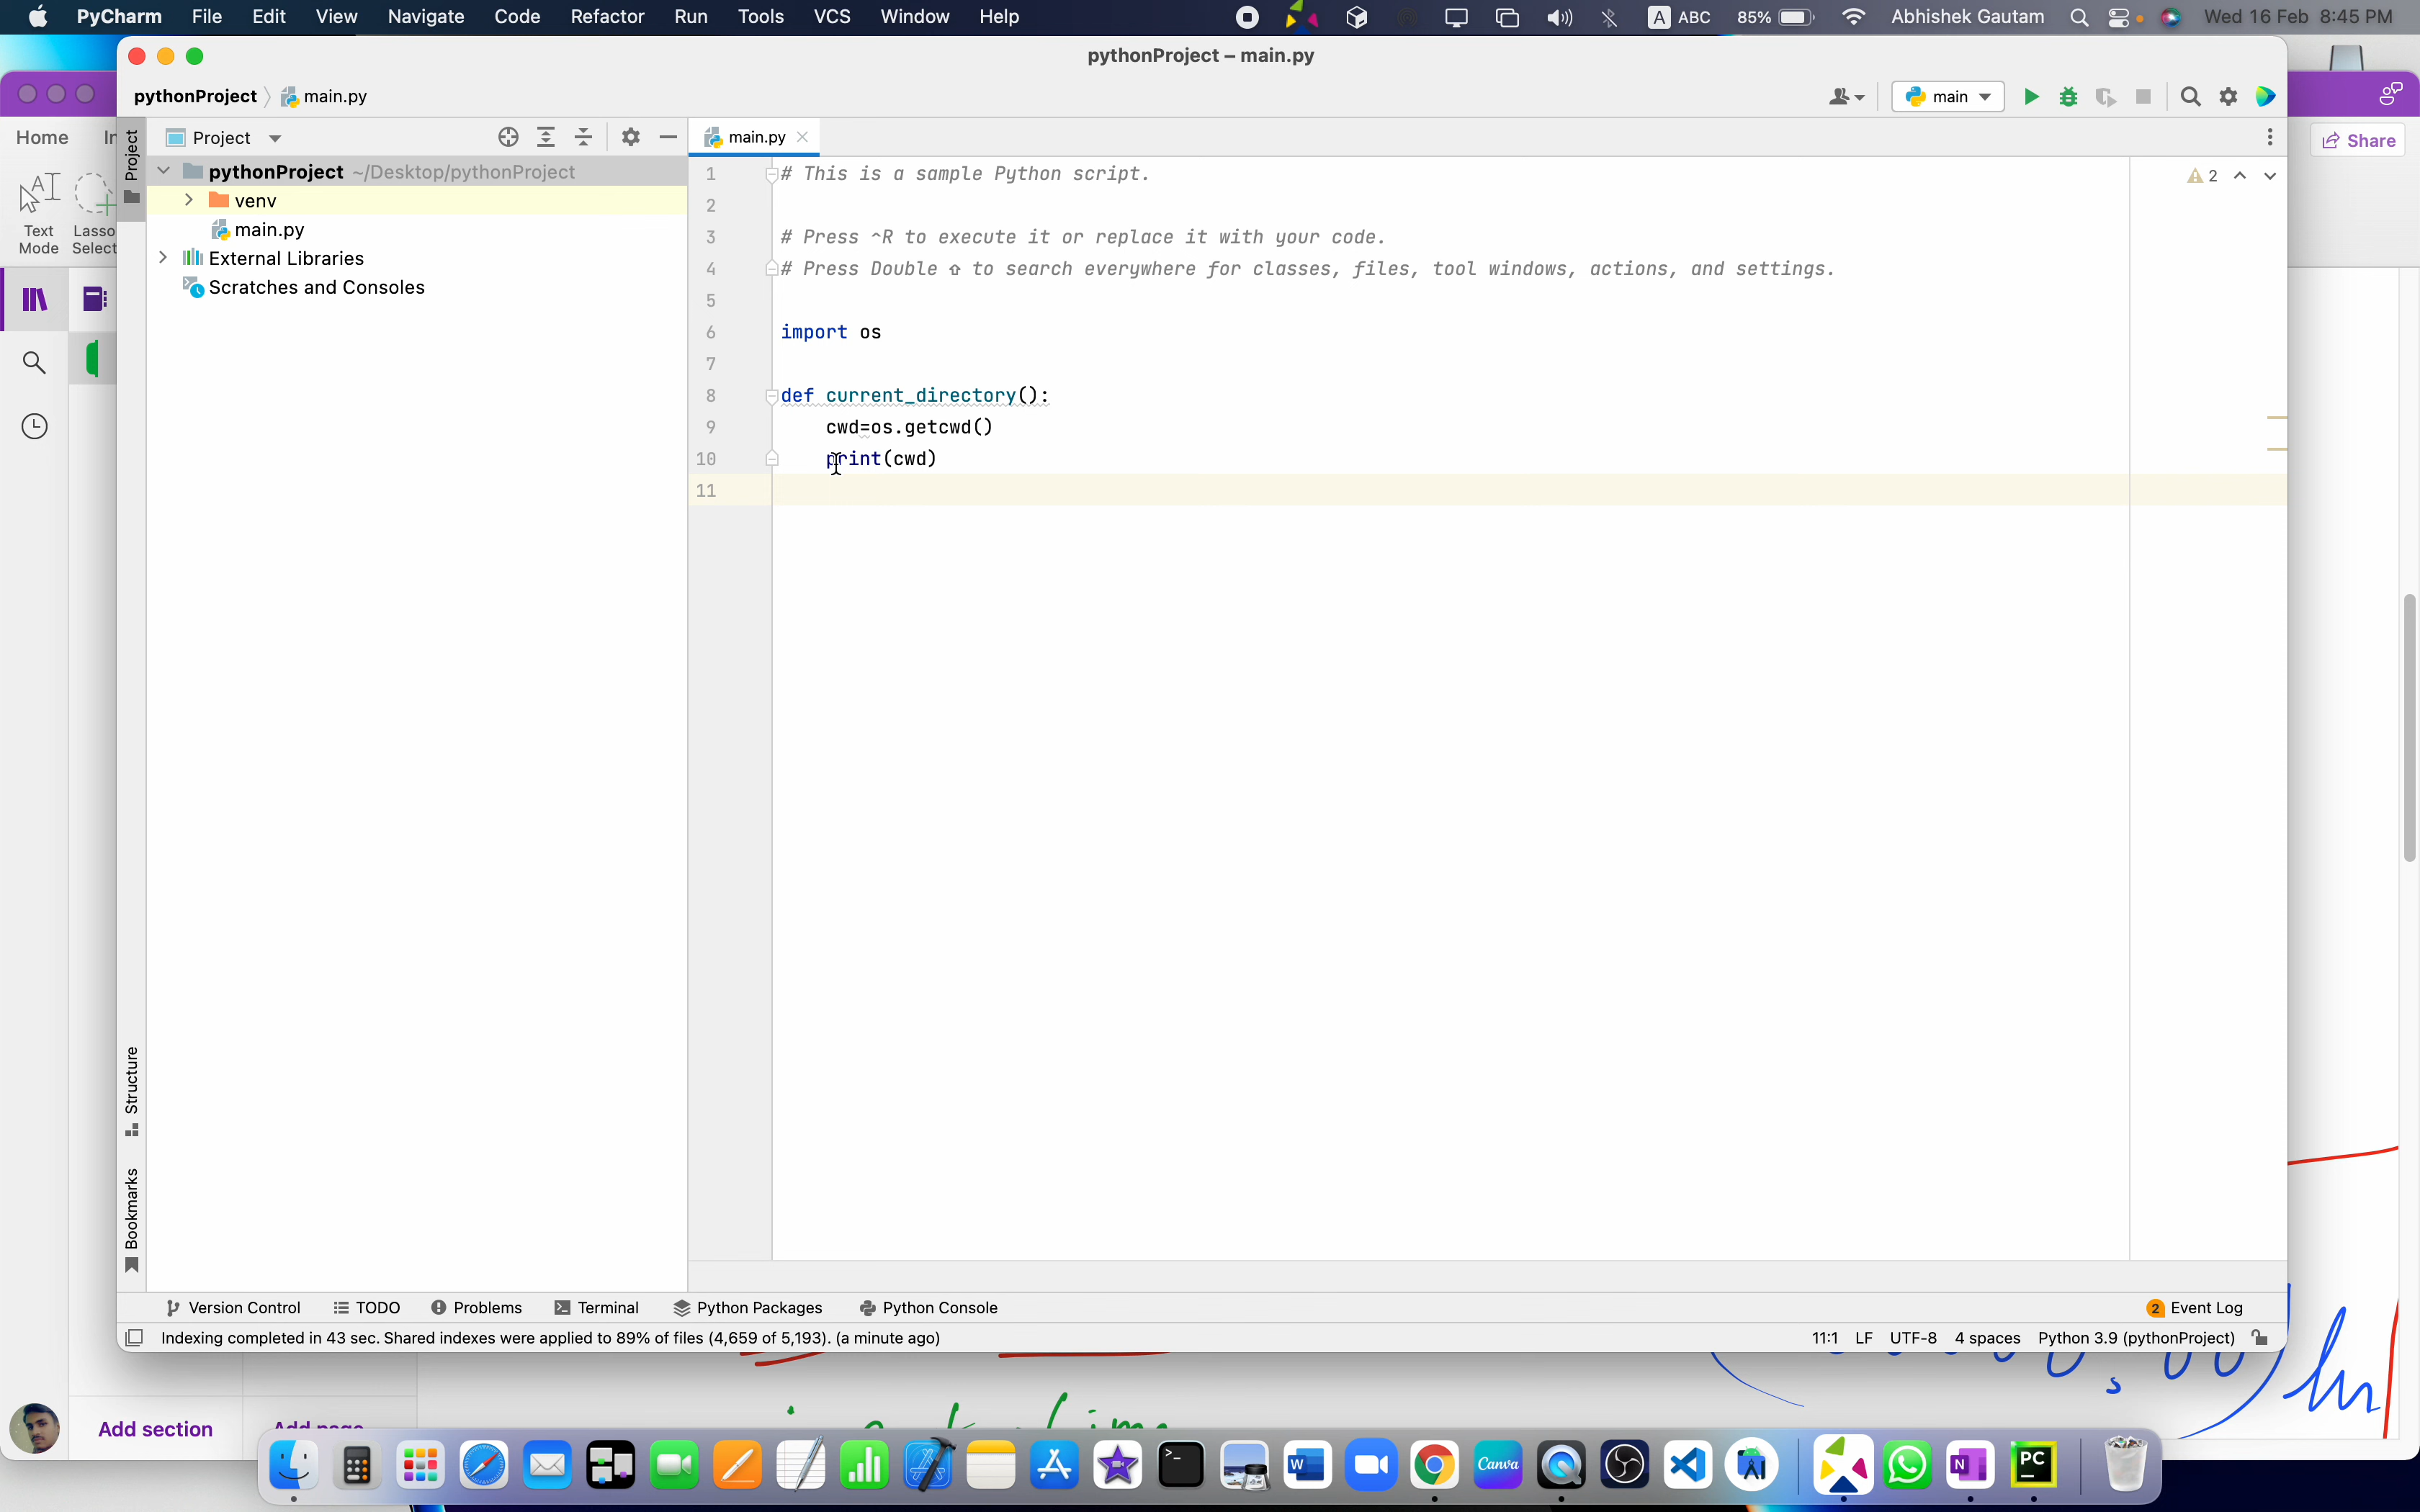 PyCharm File Edit View Navigate Code Refactor Run Tools VCS Window Help A ABC 85% Abhishek Gautam Wed 16 Feb 8:45 PM
pythonProject – main.py
pythonProject main.py main
Home Share
Project main.py
Project
pythonProject ~/Desktop/pythonProject
venv
main.py
External Libraries
Scratches and Consoles
Text Mode
Lasso Select
1 # This is a sample Python script. 2
2
3 # Press ^R to execute it or replace it with your code.
4 # Press Double ⇧ to search everywhere for classes, files, tool windows, actions, and settings.
5
6 import os
7
8 def current_directory():
9 cwd=os.getcwd()
10 print(cwd)
11
Structure
Bookmarks
Version Control TODO Problems Terminal Python Packages Python Console 2 Event Log
Indexing completed in 43 sec. Shared indexes were applied to 89% of files (4,659 of 5,193). (a minute ago) 11:1 LF UTF-8 4 spaces Python 3.9 (pythonProject)
Add section Add page
W Canva N PC